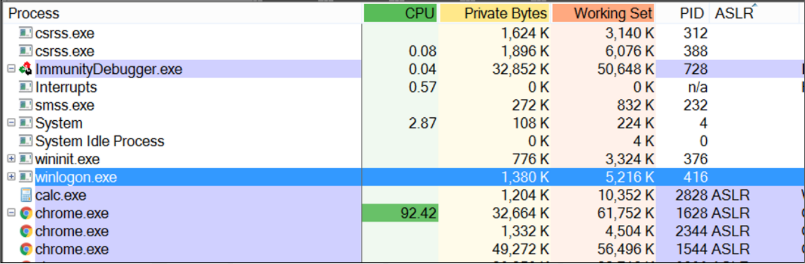 Process CPU Private Bytes Working Set PID ASLR
csrss.exe 1,624 K 3,140 K 312
csrss.exe 0.08 1,896 K 6,076 K 388
ImmunityDebugger.exe 0.04 32,852 K 50,648 K 728
Interrupts 0.57 0 K 0 K n/a
smss.exe 272 K 832 K 232
System 2.87 108 K 224 K 4
System Idle Process 0 K 4 K 0
wininit.exe 776 K 3,324 K 376
winlogon.exe 1,380 K 5,216 K 416
calc.exe 1,204 K 10,352 K 2828 ASLR
chrome.exe 92.42 32,664 K 61,752 K 1628 ASLR
chrome.exe 1,332 K 4,504 K 2344 ASLR
chrome.exe 49,272 K 56,496 K 1544 ASLR